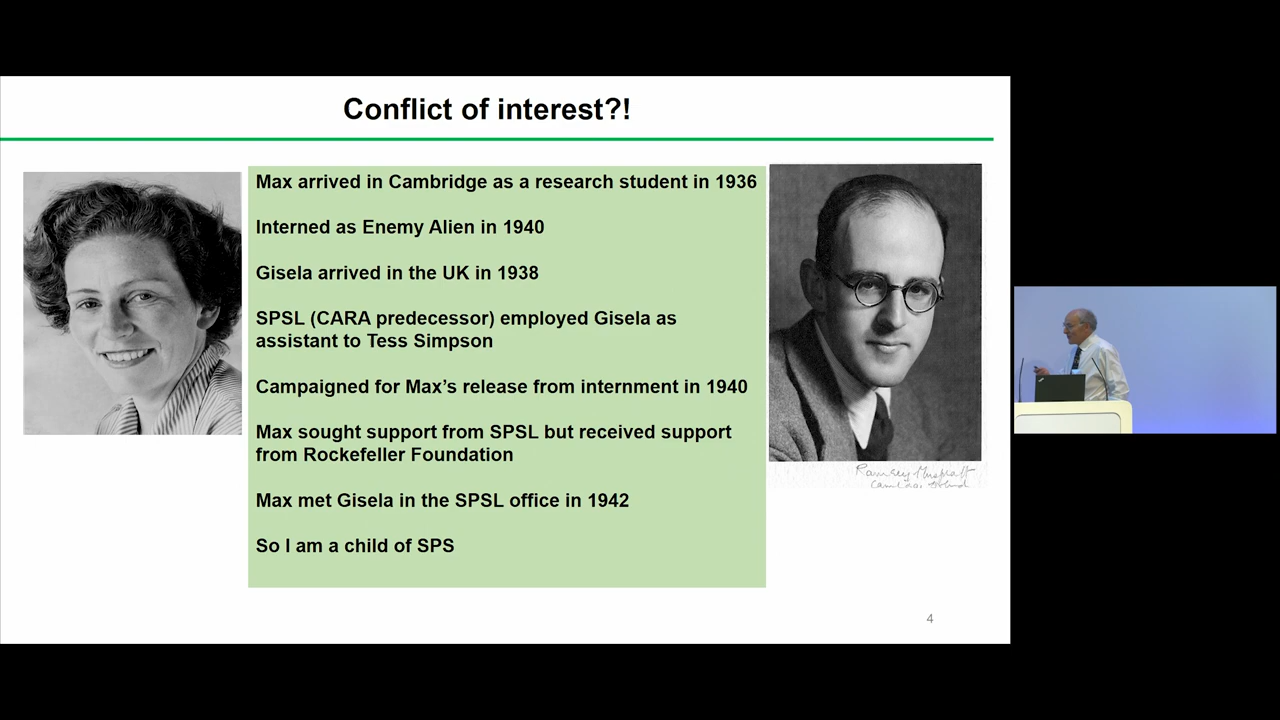 Conflict of interest?!
Max arrived in Cambridge as a research student in 1936
Interned as Enemy Alien in 1940
Gisela arrived in the UK in 1938
SPSL (CARA predecessor) employed Gisela as
assistant to Tess Simpson
Campaigned for Max’s release from internment in 1940
Max sought support from SPSL but received support
from Rockefeller Foundation
Max met Gisela in the SPSL office in 1942
So I am a child of SPS
Ramsey
4